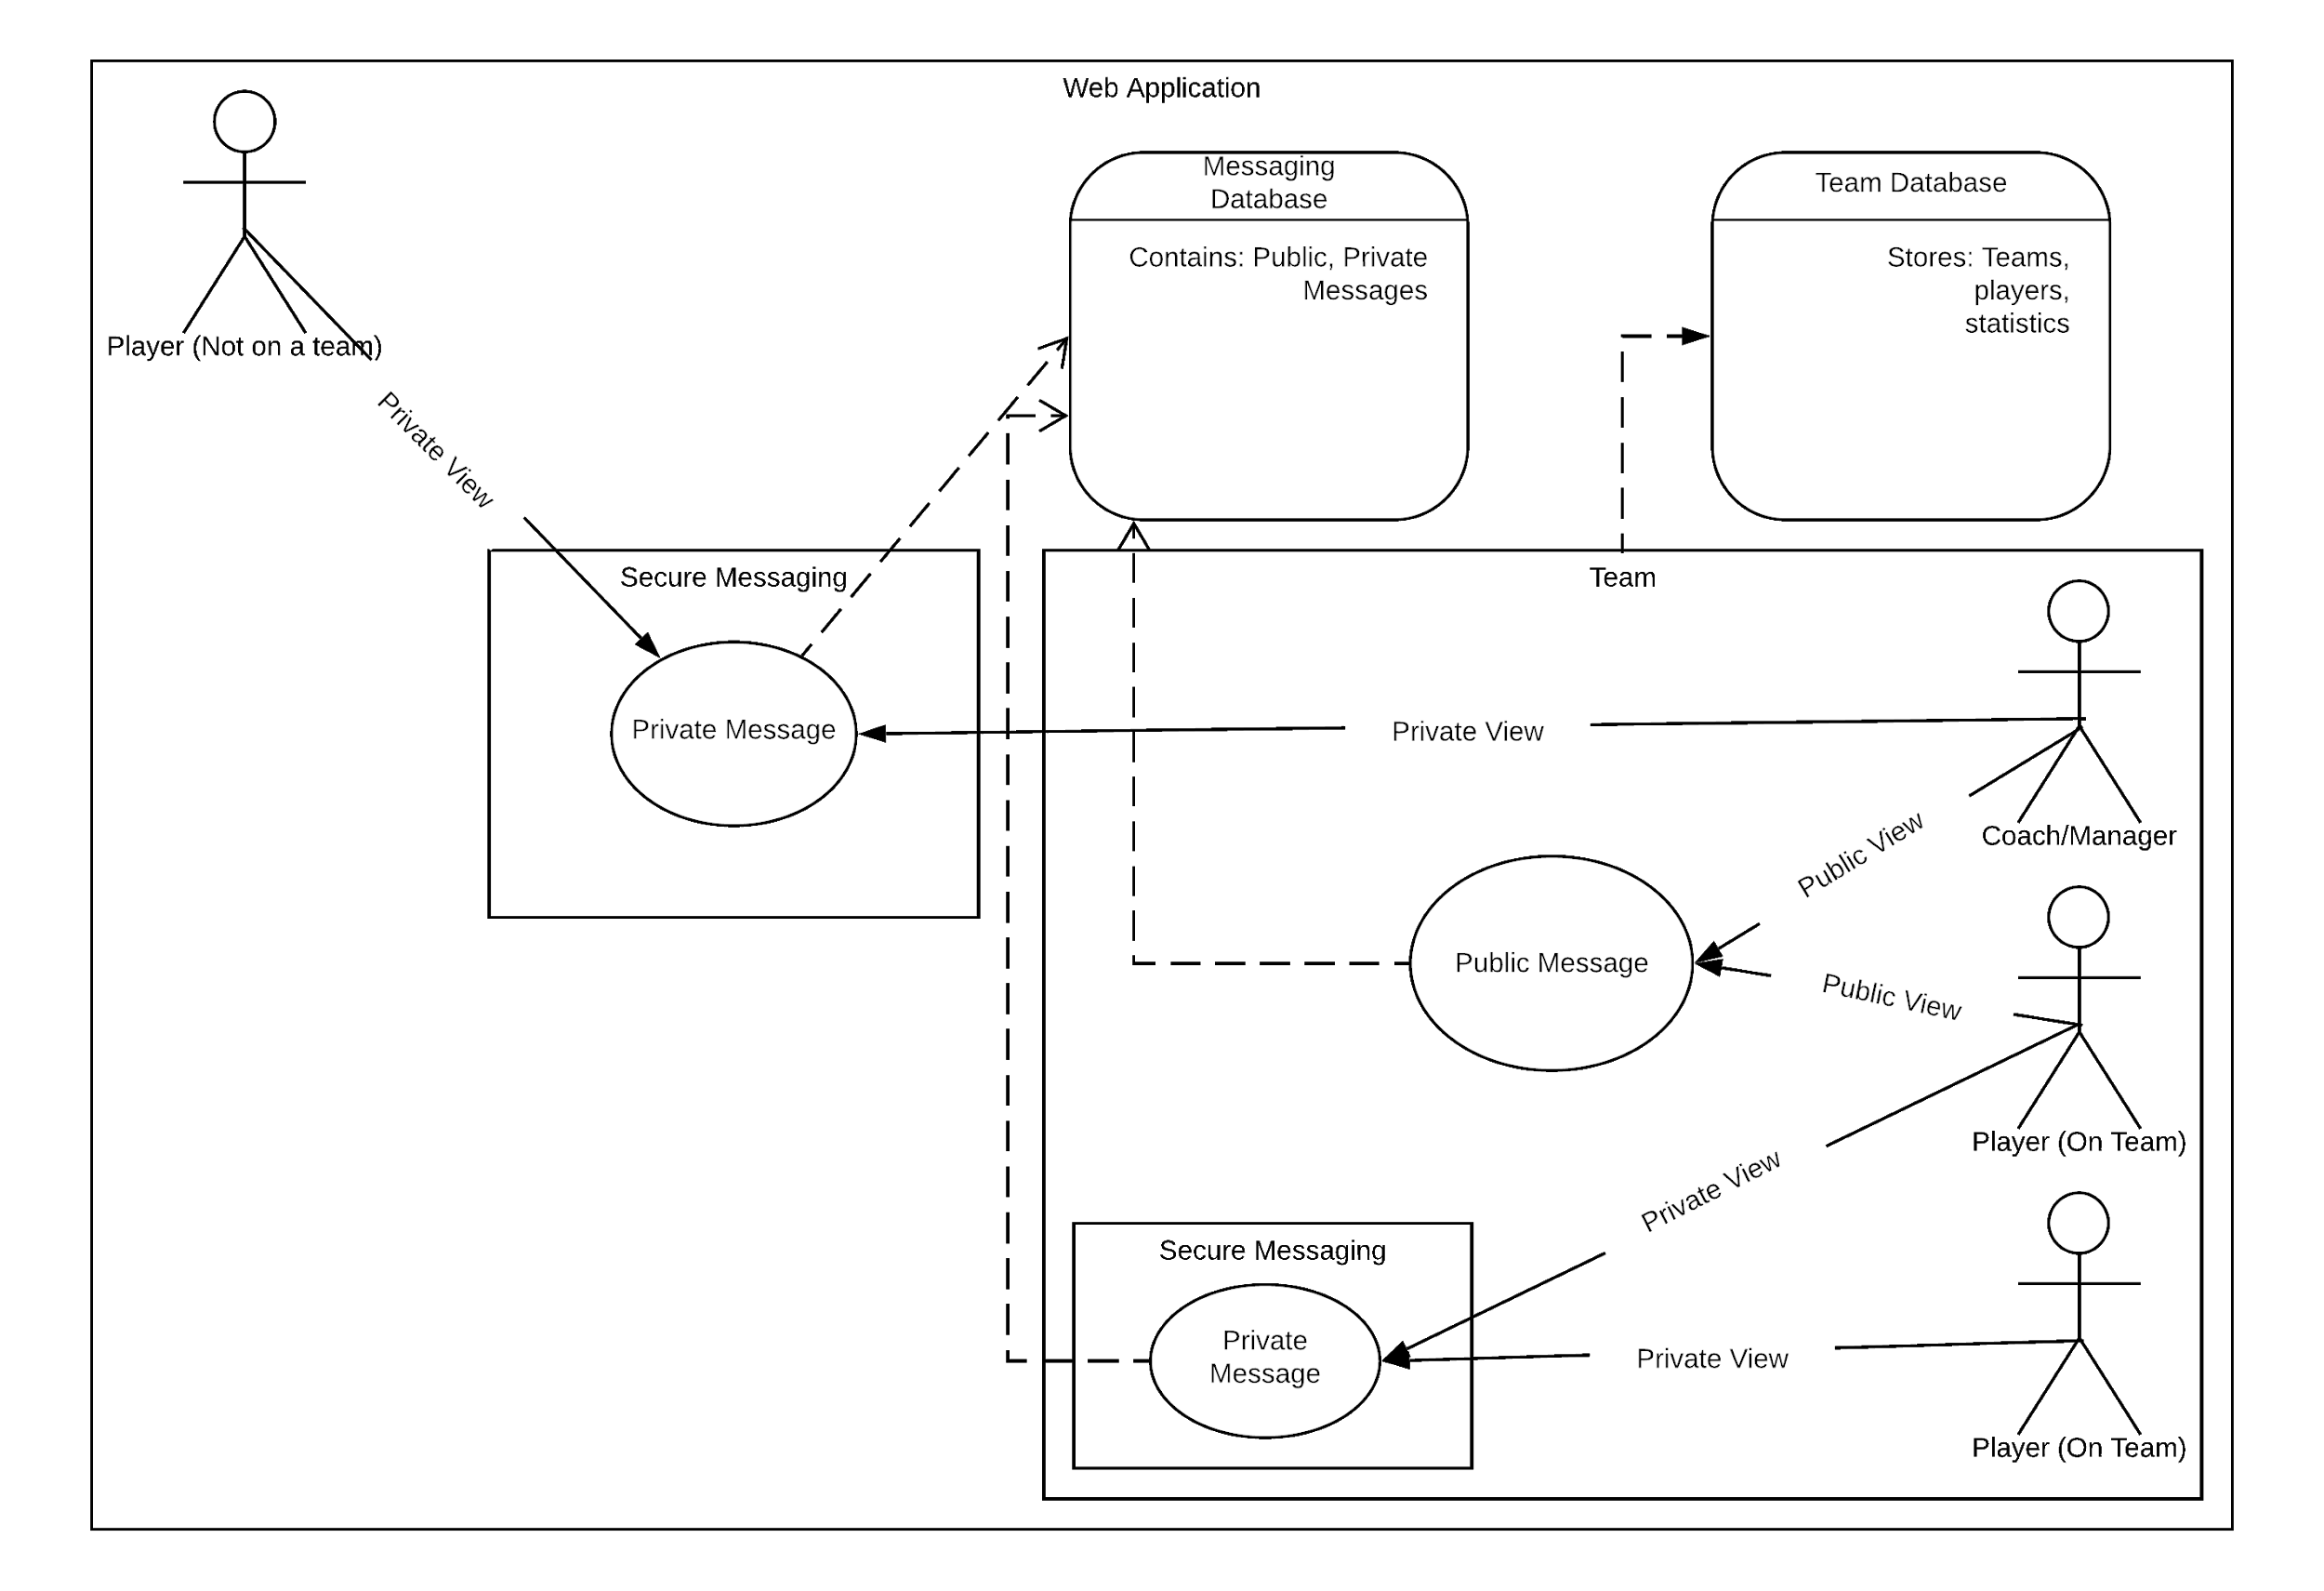 Web Application
Player (Not on a team)
Messaging
Database
Contains: Public, Private
Messages
Team Database
Stores: Teams,
players,
statistics
Private View
Secure Messaging
Private Message
Team
Private View
Coach/Manager
Public View
Public Message
Public View
Player (On Team)
Private View
Secure Messaging
Private
Message
Private View
Player (On Team)